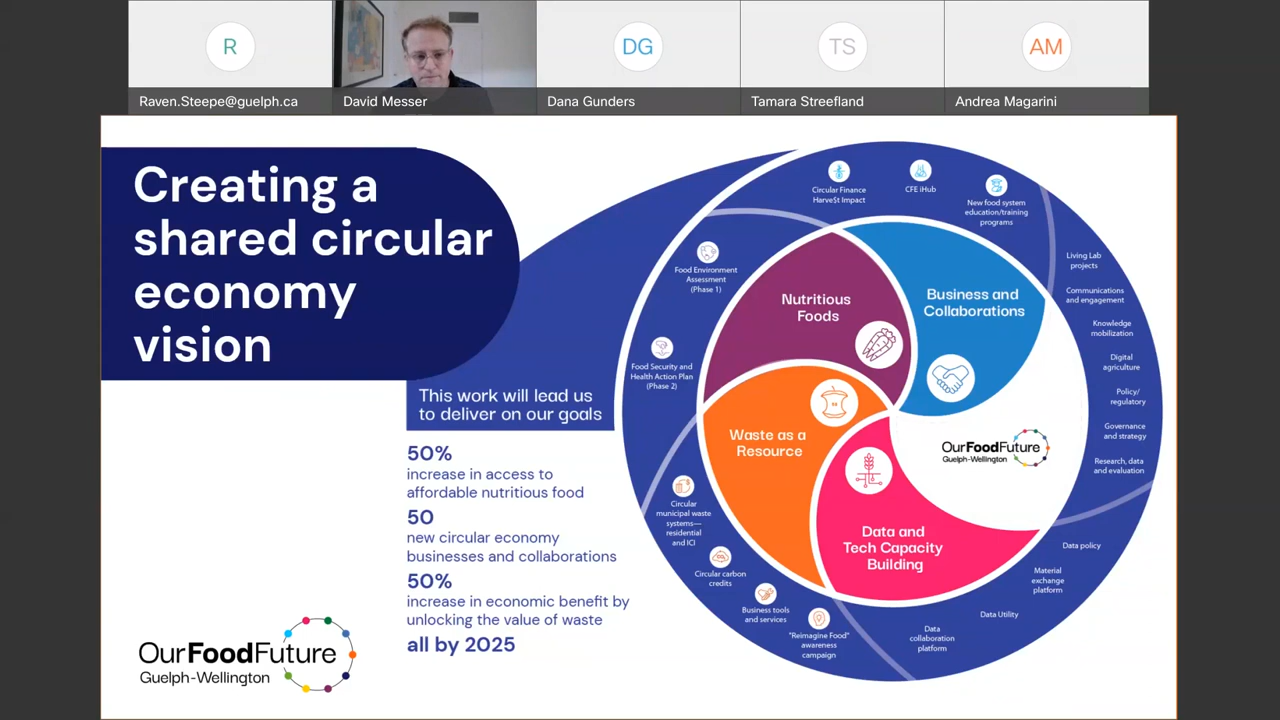 R
DG
TS
AM
Raven.Steepe@guelph.ca
David Messer
Dana Gunders
Tamara Streefland
Andrea Magarini
Creating a
shared circular
economy
vision
This work will lead us
to deliver on our goals
50%
increase in access to
affordable nutritious food
50
new circular economy
businesses and collaborations
50%
increase in economic benefit by
unlocking the value of waste
all by 2025
OurFoodFuture
Guelph-Wellington
Circular Finance
Harve$t Impact
CFE iHub
New food system
education/training
programs
Food Environment
Assessment
(Phase 1)
Food Security and
Health Action Plan
(Phase 2)
Nutritious
Foods
Business and
Collaborations
Waste as a
Resource
Data and
Tech Capacity
Building
OurFoodFuture
Guelph-Wellington
Living Lab
projects
Communications
and engagement
Knowledge
mobilization
Digital
agriculture
Policy/
regulatory
Governance
and strategy
Research, data
and evaluation
Circular
municipal waste
systems—
residential
and ICI
Circular carbon
credits
Business tools
and services
"Reimagine Food"
awareness
campaign
Data policy
Material
exchange
platform
Data Utility
Data
collaboration
platform